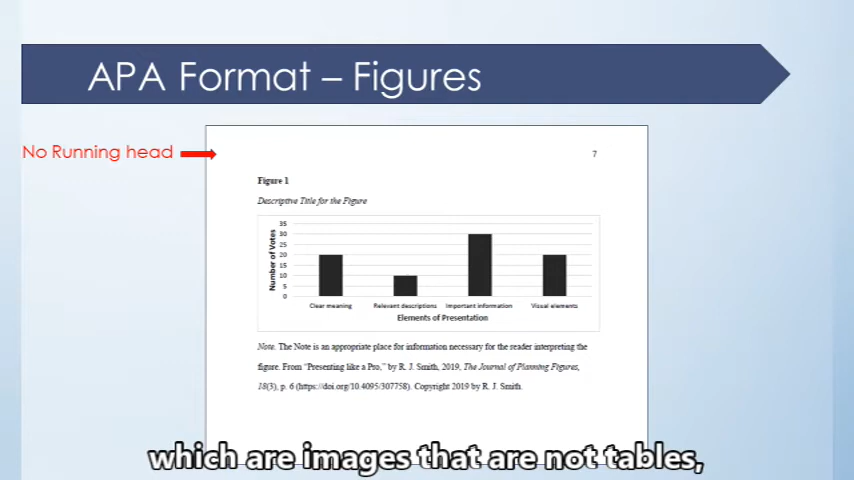 APA Format – Figures
No Running head
7
Figure 1
Descriptive Title for the Figure
35
30
25
20
15
10
5
0
Number of Votes
Clear meaning Relevant descriptions Important information Visual elements
Elements of Presentation
Note. The Note is an appropriate place for information necessary for the reader interpreting the
figure. From “Presenting like a Pro,” by R. J. Smith, 2019, The Journal of Planning Figures,
18(3), p. 6 (https://doi.org/10.4095/307758). Copyright 2019 by R. J. Smith.
which are images that are not tables,